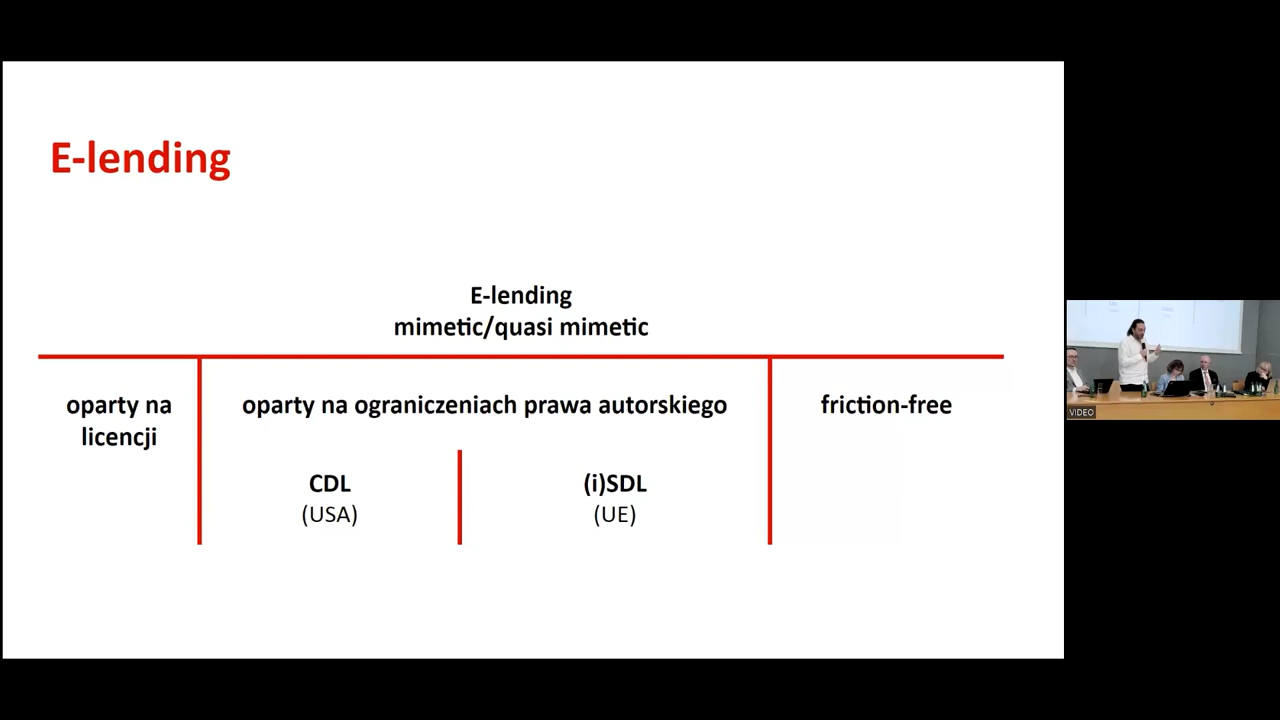 E-lending
E-lending
mimetic/quasi mimetic
oparty na
licencji
oparty na ograniczeniach prawa autorskiego
friction-free
CDL
(USA)
(i)SDL
(UE)
VIDEO